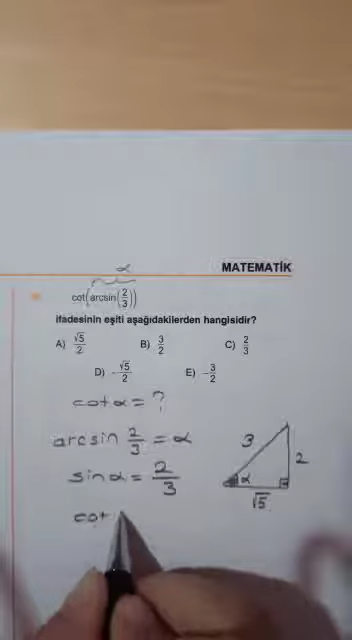 α
MATEMATİK
cot(arcsin(2/3))
ifadesinin eşiti aşağıdakilerden hangisidir?
A) √5/2 B) 3/2 C) 2/3
D) -√5/2 E) -3/2
cot α = ?
arcsin 2/3 = α
sin α = 2/3
cot
3
2
α
√5